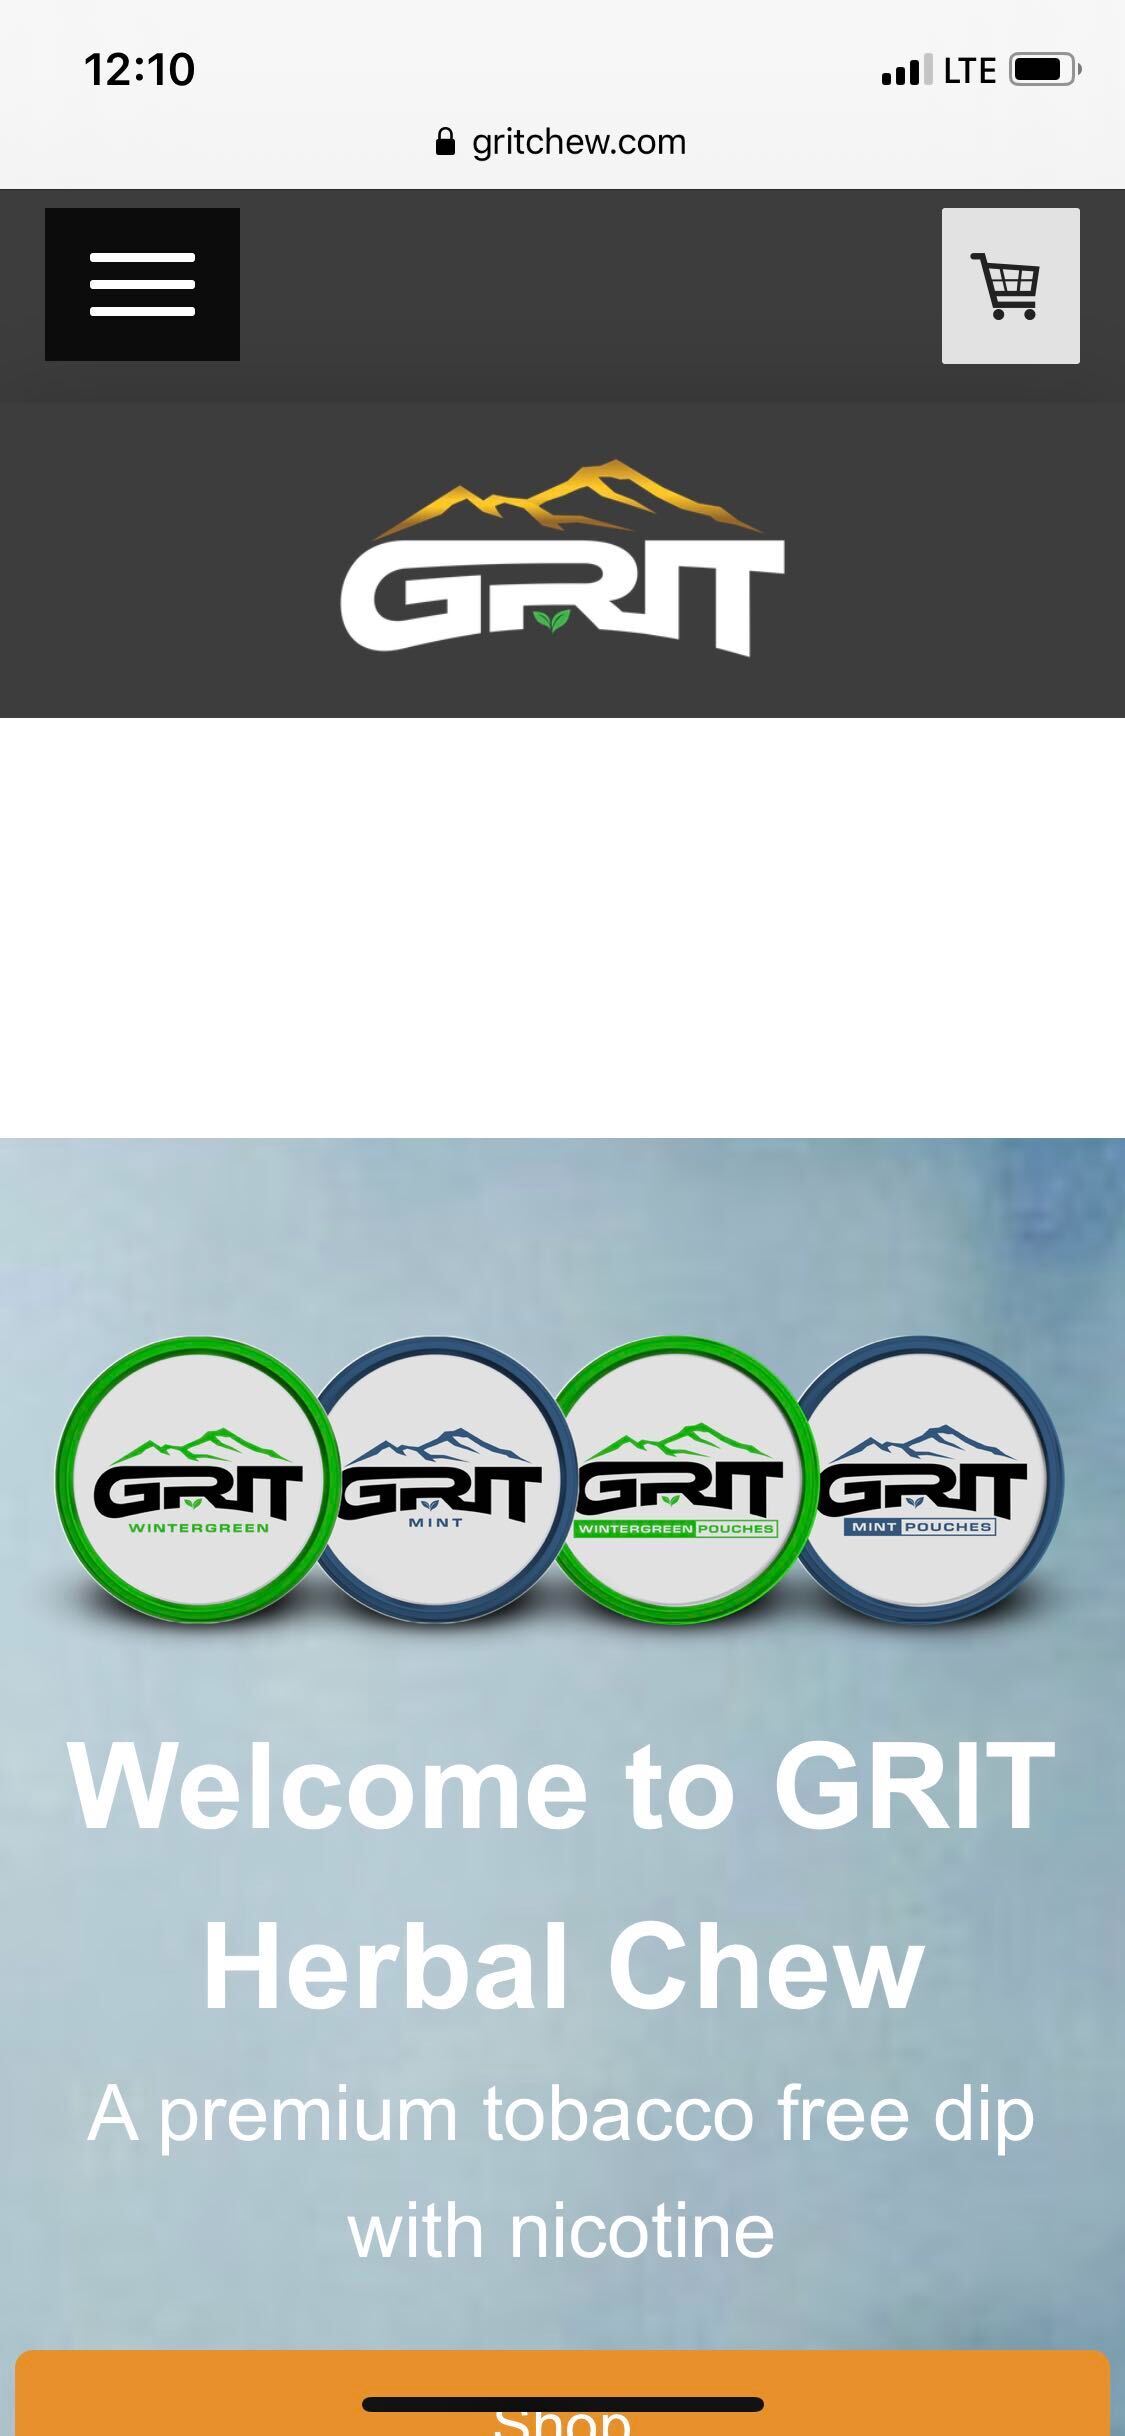 12:10
LTE
gritchew.com
GRIT
GRIT
WINTERGREEN
GRIT
MINT
GRIT
WINTERGREEN POUCHES
GRIT
MINT POUCHES
Welcome to GRIT
Herbal Chew
A premium tobacco free dip
with nicotine
Shop